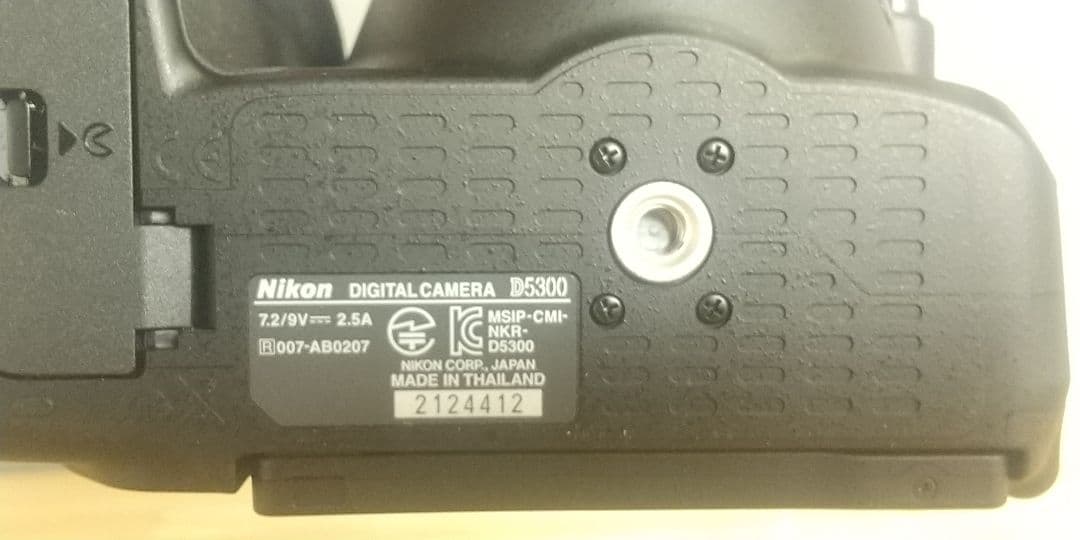 Nikon DIGITAL CAMERA D5300
7.2/9V⎓ 2.5A
R 007-AB0207
MSIP-CMI-
NKR-
D5300
NIKON CORP., JAPAN
MADE IN THAILAND
2124412